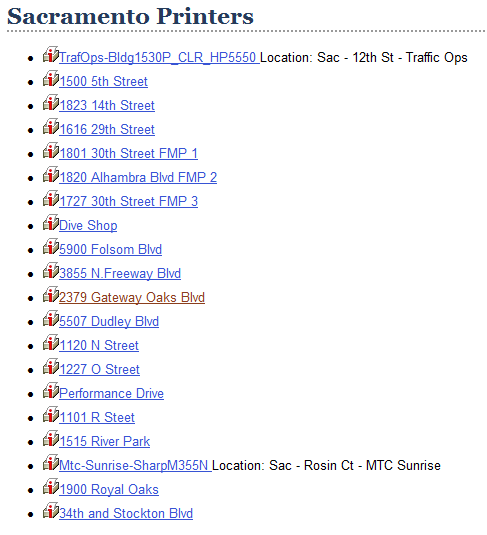 Sacramento Printers
TrafOps-Bldg1530P_CLR_HP5550 Location: Sac - 12th St - Traffic Ops
1500 5th Street
1823 14th Street
1616 29th Street
1801 30th Street FMP 1
1820 Alhambra Blvd FMP 2
1727 30th Street FMP 3
Dive Shop
5900 Folsom Blvd
3855 N.Freeway Blvd
2379 Gateway Oaks Blvd
5507 Dudley Blvd
1120 N Street
1227 O Street
Performance Drive
1101 R Steet
1515 River Park
Mtc-Sunrise-SharpM355N Location: Sac - Rosin Ct - MTC Sunrise
1900 Royal Oaks
34th and Stockton Blvd